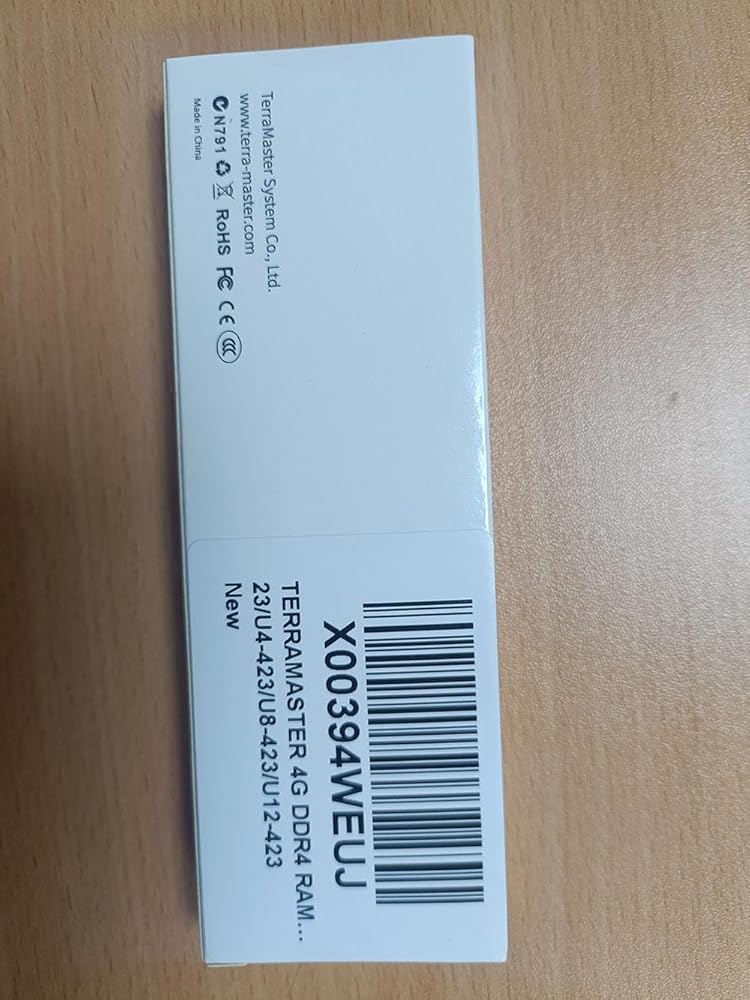 TerraMaster System Co., Ltd.
www.terra-master.com
N791 RoHS FC CE CCC
Made in China
X00394WEUJ
TERRAMASTER 4G DDR4 RAM...
23/U4-423/U8-423/U12-423
New